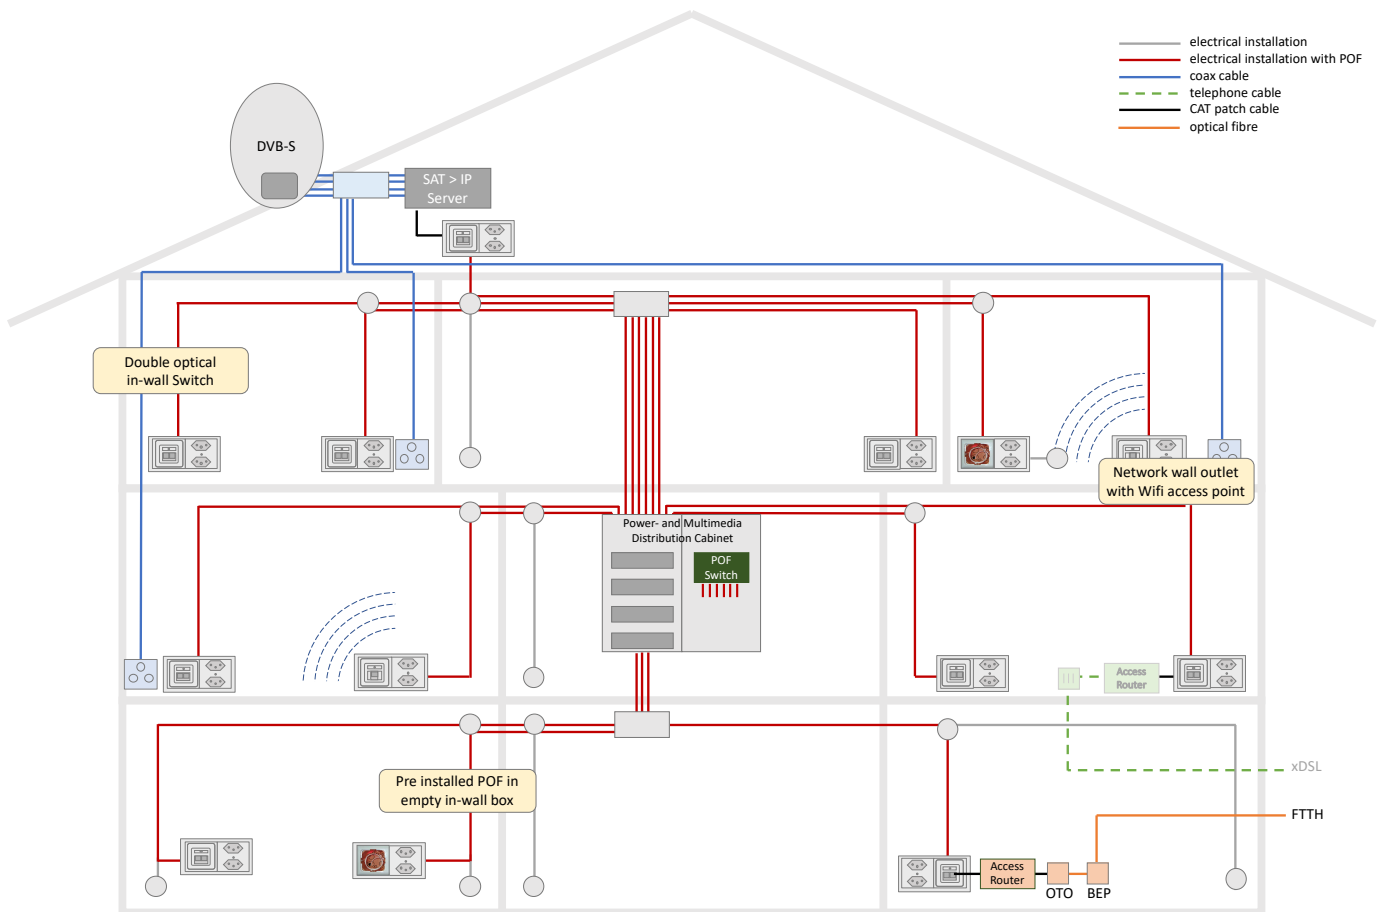 electrical installation
electrical installation with POF
coax cable
telephone cable
CAT patch cable
optical fibre
DVB-S
SAT > IP
Server
Double optical
in-wall Switch
Network wall outlet
with Wifi access point
Power- and Multimedia
Distribution Cabinet
POF
Switch
Access
Router
xDSL
Pre installed POF in
empty in-wall box
FTTH
Access
Router
OTO
BEP